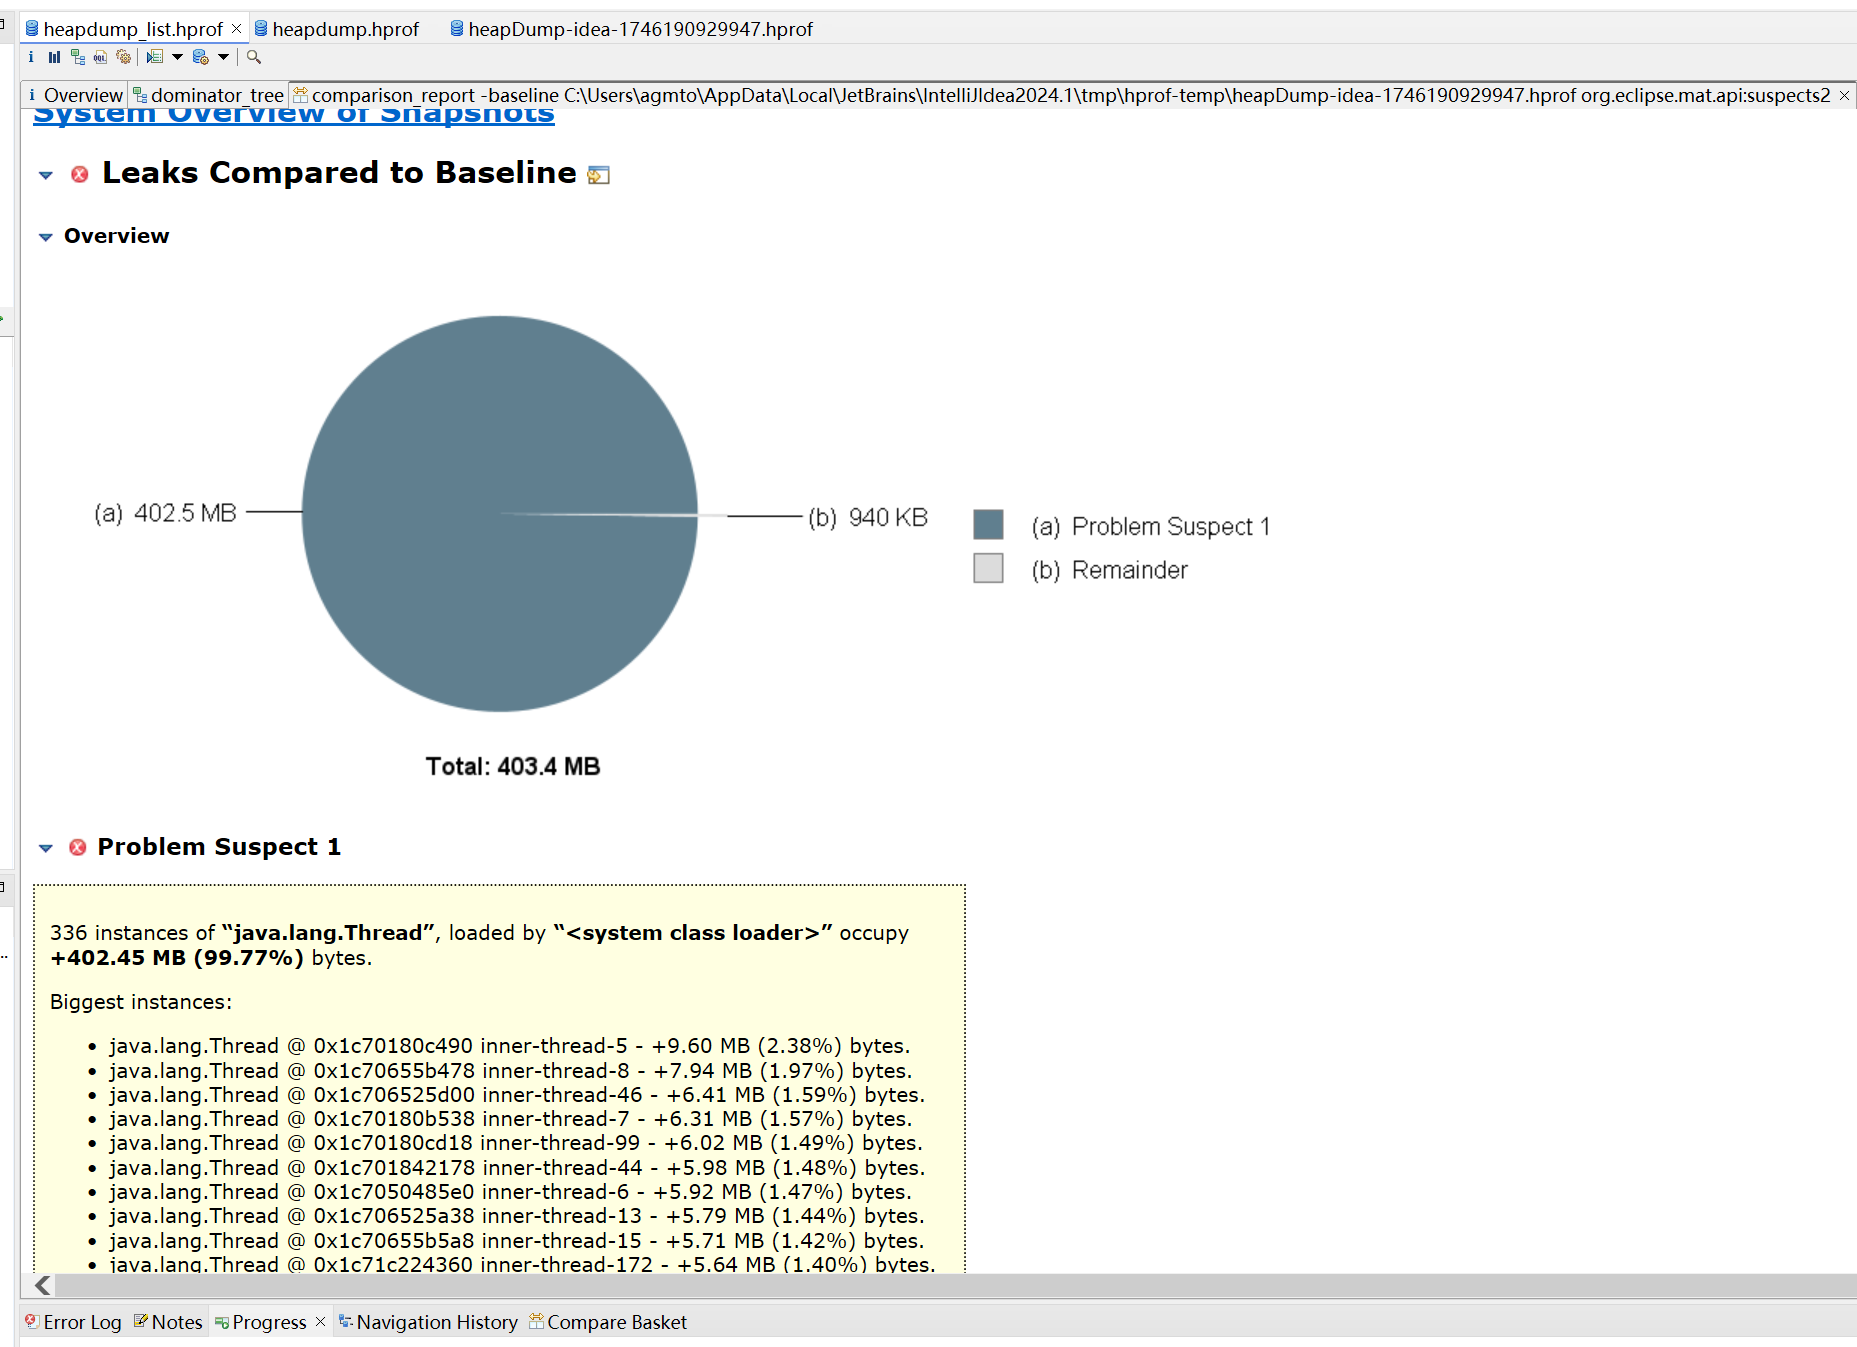 heapdump_list.hprof
heapdump.hprof
heapDump-idea-1746190929947.hprof
i Overview
dominator_tree
comparison_report -baseline C:\Users\agmto\AppData\Local\JetBrains\IntelliJIdea2024.1\tmp\hprof-temp\heapDump-idea-1746190929947.hprof org.eclipse.mat.api:suspects2
System Overview of Snapshots
Leaks Compared to Baseline
Overview
(a) 402.5 MB
(b) 940 KB
(a) Problem Suspect 1
(b) Remainder
Total: 403.4 MB
Problem Suspect 1
336 instances of “java.lang.Thread”, loaded by “<system class loader>” occupy
+402.45 MB (99.77%) bytes.
Biggest instances:
• java.lang.Thread @ 0x1c70180c490 inner-thread-5 - +9.60 MB (2.38%) bytes.
• java.lang.Thread @ 0x1c70655b478 inner-thread-8 - +7.94 MB (1.97%) bytes.
• java.lang.Thread @ 0x1c706525d00 inner-thread-46 - +6.41 MB (1.59%) bytes.
• java.lang.Thread @ 0x1c70180b538 inner-thread-7 - +6.31 MB (1.57%) bytes.
• java.lang.Thread @ 0x1c70180cd18 inner-thread-99 - +6.02 MB (1.49%) bytes.
• java.lang.Thread @ 0x1c701842178 inner-thread-44 - +5.98 MB (1.48%) bytes.
• java.lang.Thread @ 0x1c7050485e0 inner-thread-6 - +5.92 MB (1.47%) bytes.
• java.lang.Thread @ 0x1c706525a38 inner-thread-13 - +5.79 MB (1.44%) bytes.
• java.lang.Thread @ 0x1c70655b5a8 inner-thread-15 - +5.71 MB (1.42%) bytes.
• java.lang.Thread @ 0x1c71c224360 inner-thread-172 - +5.64 MB (1.40%) bytes.
Error Log
Notes
Progress
Navigation History
Compare Basket